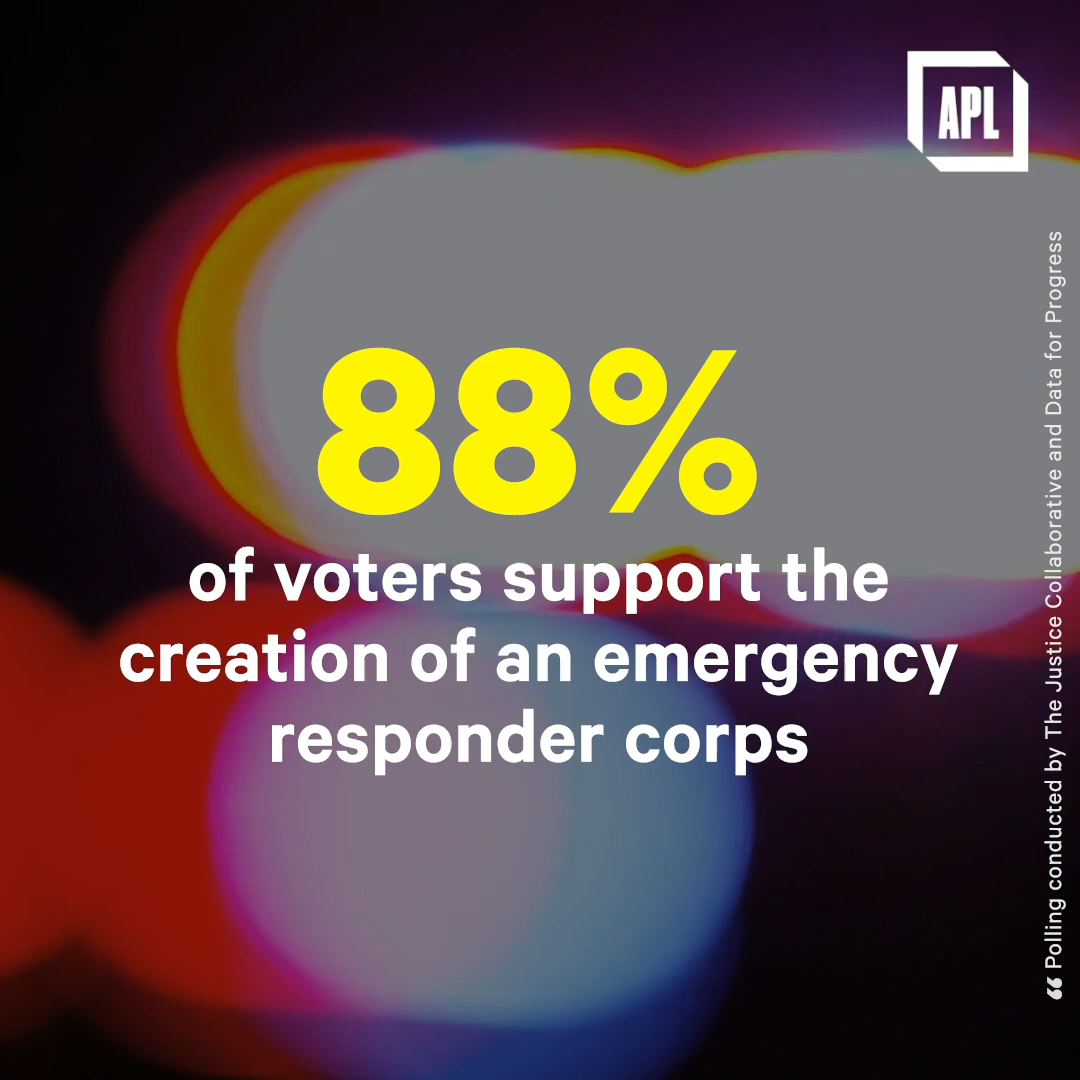 APL
88%
of voters support the
creation of an emergency
responder corps
“ Polling conducted by The Justice Collaborative and Data for Progress